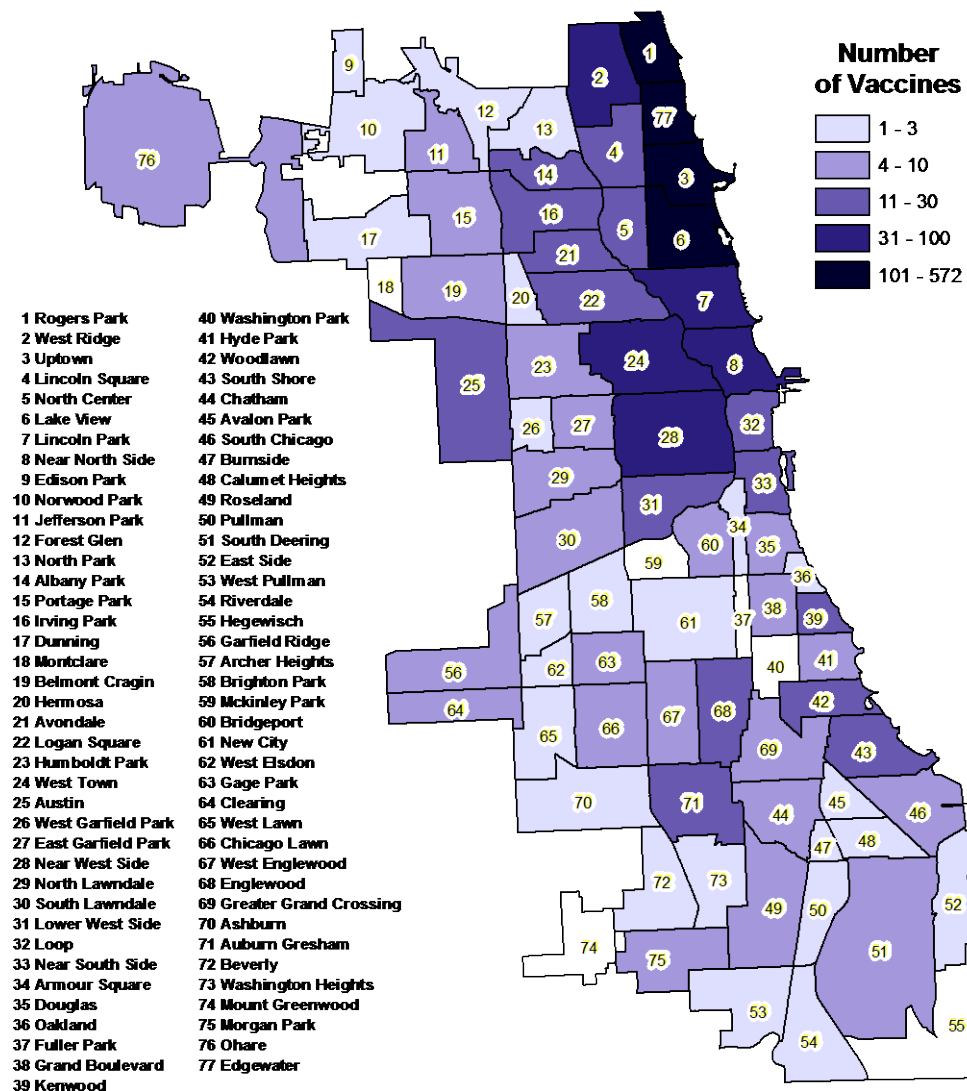 Number
of Vaccines
1 - 3
4 - 10
11 - 30
31 - 100
101 - 572
1
2
77
9
12
10
13
11
4
76
14
3
15
16
5
17
6
21
18
19
20
22
7
23
24
8
25
26
27
28
32
29
33
31
34
30
60
35
59
36
58
38
57
61
37
39
62
63
40
41
56
64
66
67
68
42
65
69
43
70
71
44
45
46
47
48
72
73
49
50
52
74
75
51
53
54
55
1 Rogers Park
2 West Ridge
3 Uptown
4 Lincoln Square
5 North Center
6 Lake View
7 Lincoln Park
8 Near North Side
9 Edison Park
10 Norwood Park
11 Jefferson Park
12 Forest Glen
13 North Park
14 Albany Park
15 Portage Park
16 Irving Park
17 Dunning
18 Montclare
19 Belmont Cragin
20 Hermosa
21 Avondale
22 Logan Square
23 Humboldt Park
24 West Town
25 Austin
26 West Garfield Park
27 East Garfield Park
28 Near West Side
29 North Lawndale
30 South Lawndale
31 Lower West Side
32 Loop
33 Near South Side
34 Armour Square
35 Douglas
36 Oakland
37 Fuller Park
38 Grand Boulevard
39 Kenwood
40 Washington Park
41 Hyde Park
42 Woodlawn
43 South Shore
44 Chatham
45 Avalon Park
46 South Chicago
47 Burnside
48 Calumet Heights
49 Roseland
50 Pullman
51 South Deering
52 East Side
53 West Pullman
54 Riverdale
55 Hegewisch
56 Garfield Ridge
57 Archer Heights
58 Brighton Park
59 Mckinley Park
60 Bridgeport
61 New City
62 West Elsdon
63 Gage Park
64 Clearing
65 West Lawn
66 Chicago Lawn
67 West Englewood
68 Englewood
69 Greater Grand Crossing
70 Ashburn
71 Auburn Gresham
72 Beverly
73 Washington Heights
74 Mount Greenwood
75 Morgan Park
76 Ohare
77 Edgewater